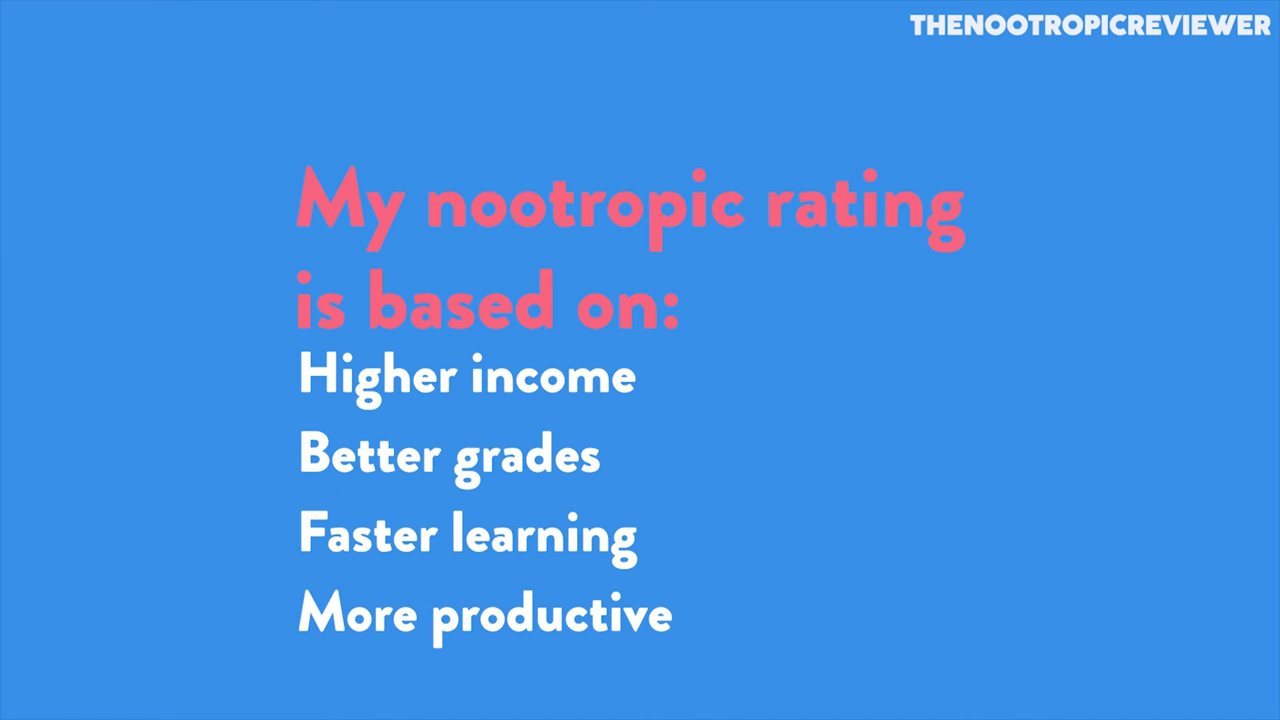 THENOOTROPICREVIEWER
My nootropic rating
is based on:
Higher income
Better grades
Faster learning
More productive